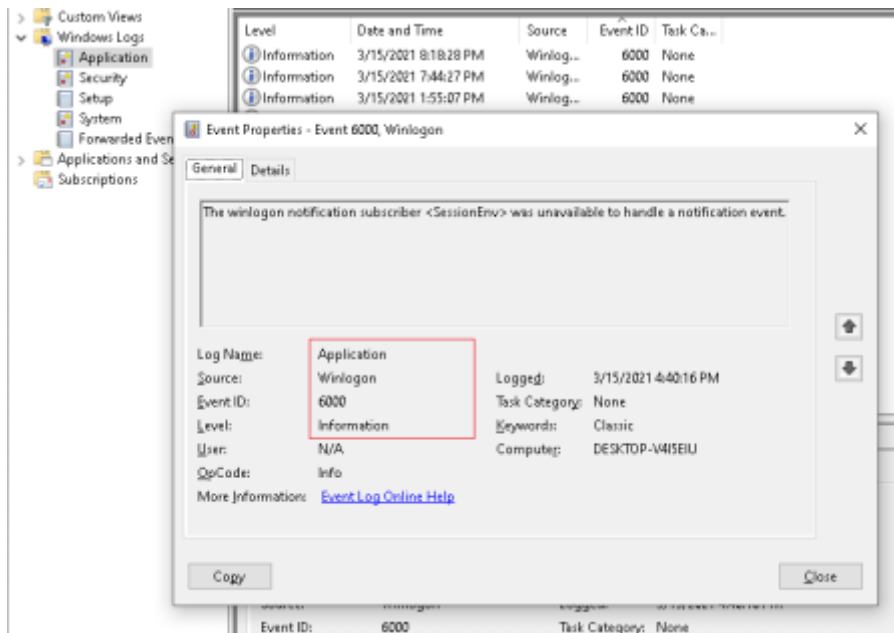 Custom Views
Windows Logs
Application
Security
Setup
System
Forwarded Even
Applications and Se
Subscriptions
Level Date and Time Source Event ID Task Ca...
Information 3/15/2021 8:18:28 PM Winlog... 6000 None
Information 3/15/2021 7:44:27 PM Winlog... 6000 None
Information 3/15/2021 1:55:07 PM Winlog... 6000 None
Event Properties - Event 6000, Winlogon
General Details
The winlogon notification subscriber <SessionEnv> was unavailable to handle a notification event.
Log Name: Application
Source: Winlogon Logged: 3/15/2021 4:40:16 PM
Event ID: 6000 Task Category: None
Level: Information Keywords: Classic
User: N/A Computer: DESKTOP-V4I5EIU
OpCode: Info
More Information: Event Log Online Help
Copy Close
Event ID: 6000 Task Category: None